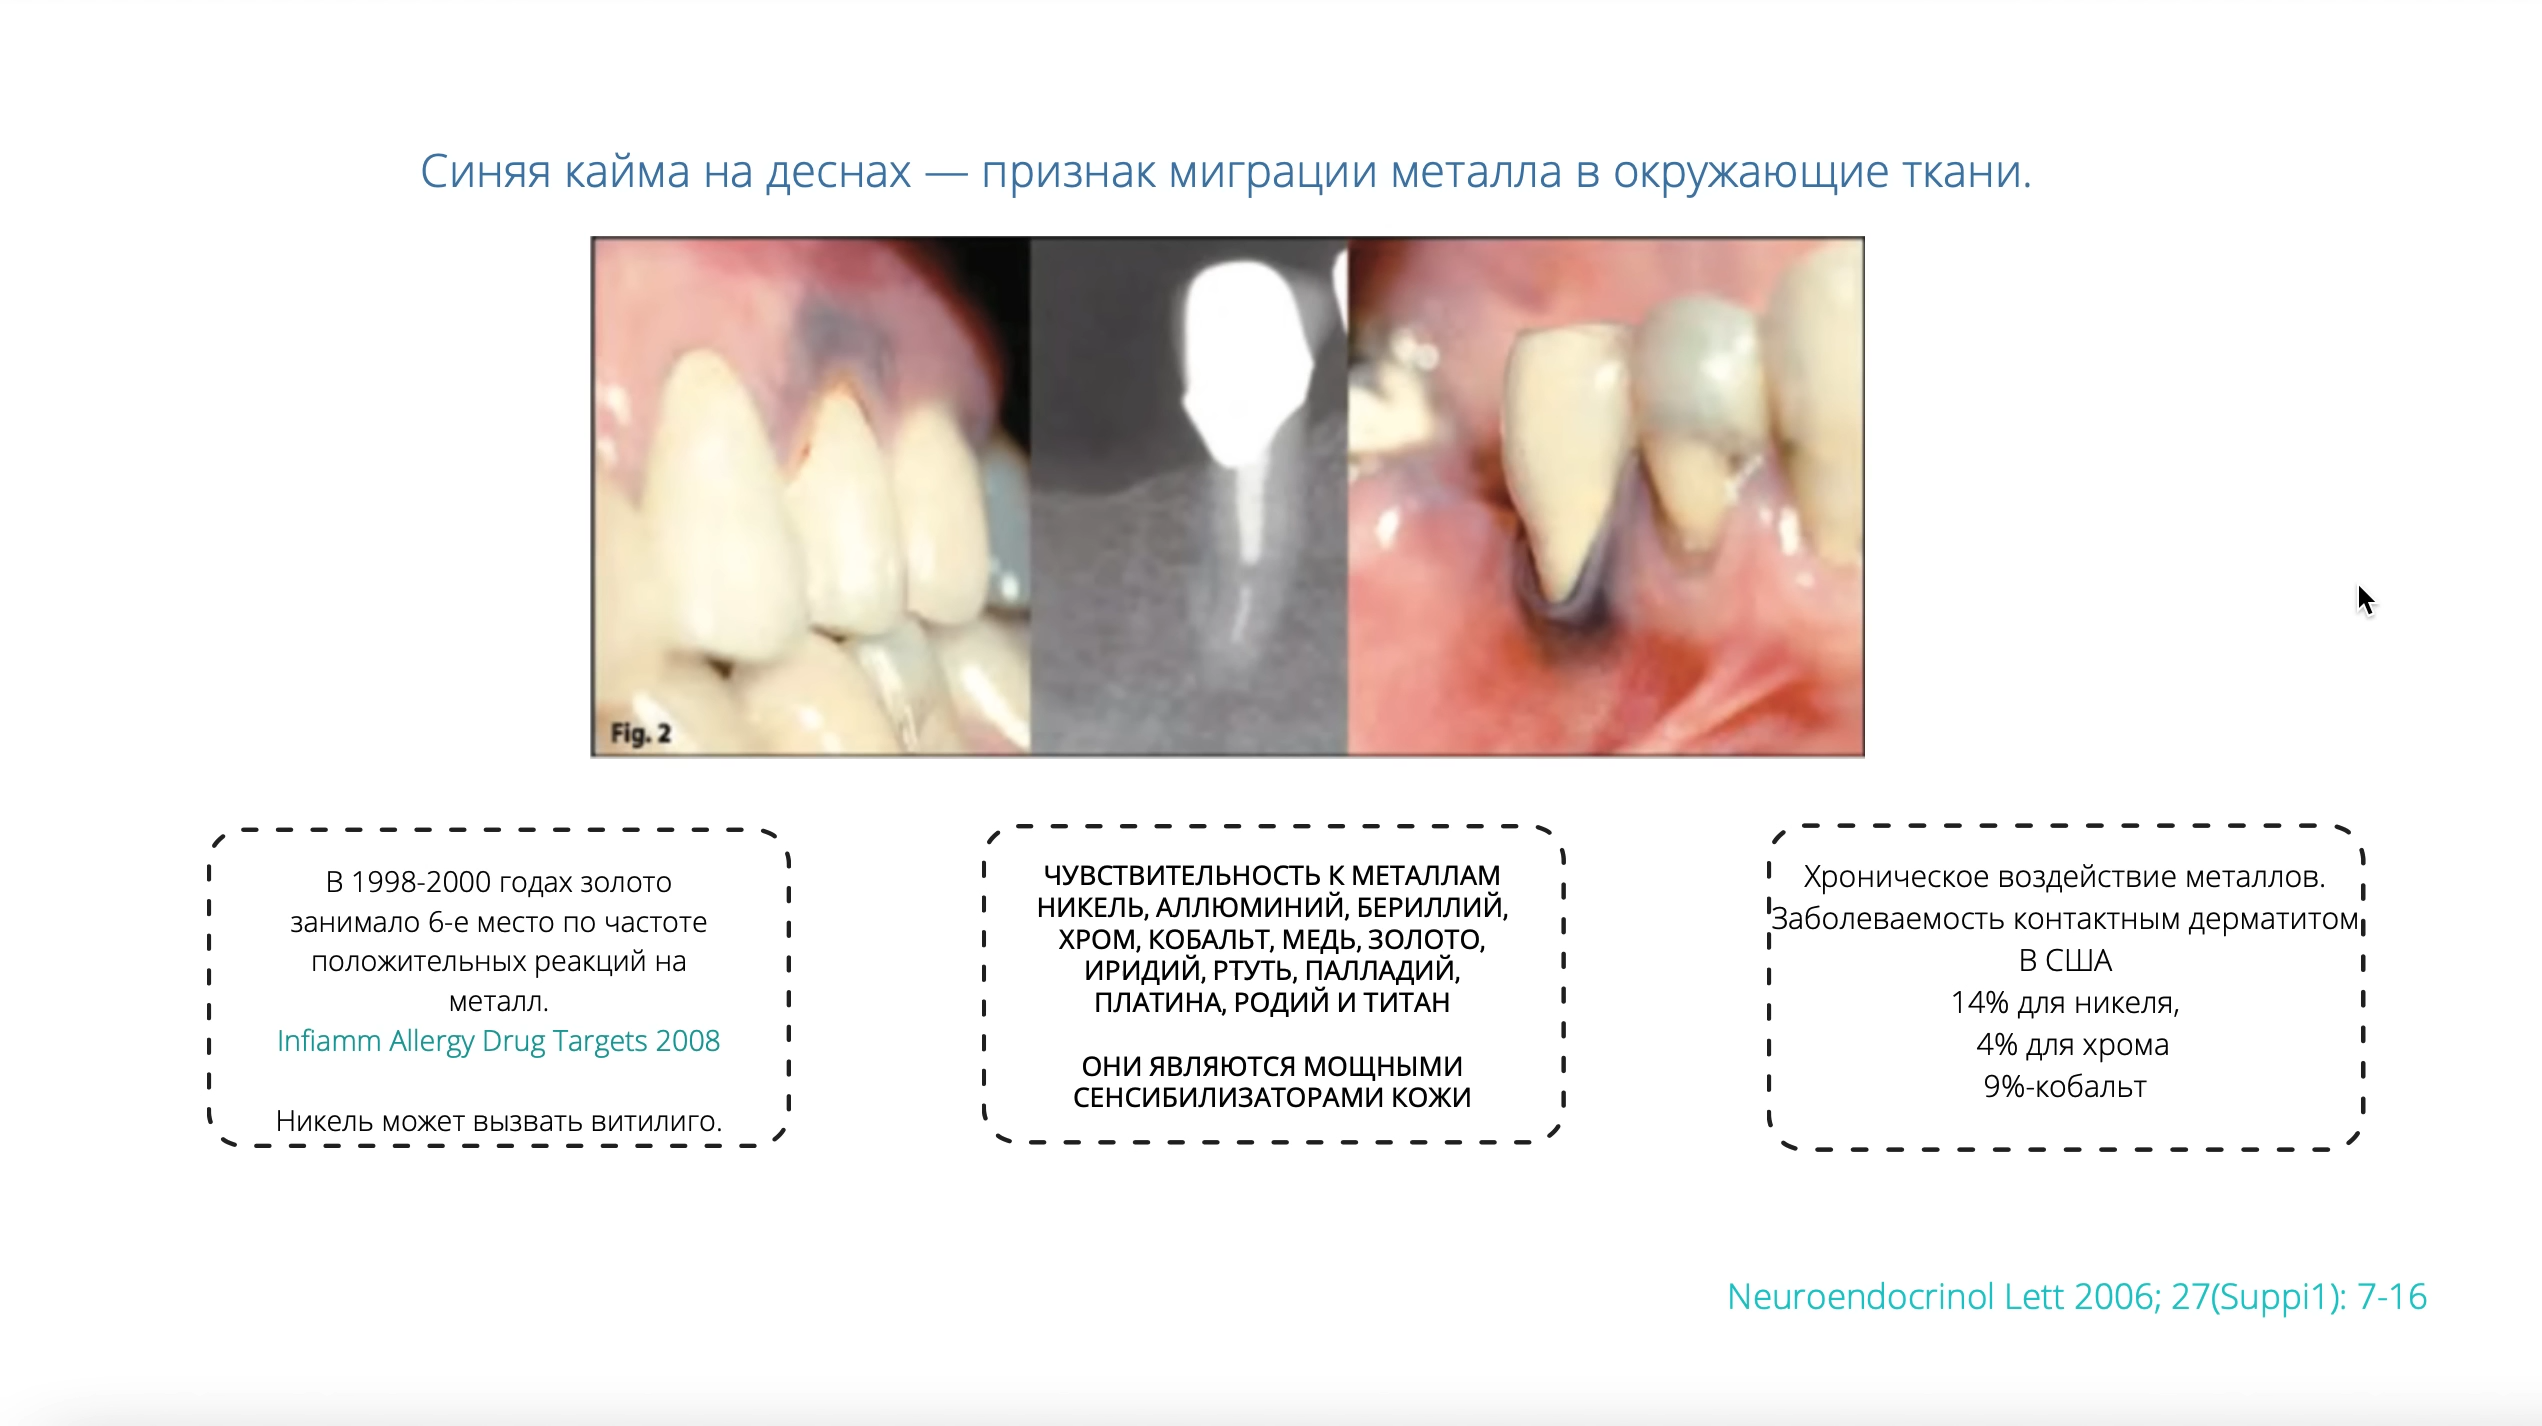 Синяя кайма на деснах — признак миграции металла в окружающие ткани.
Fig. 2
В 1998-2000 годах золото
занимало 6-е место по частоте
положительных реакций на
металл.
Infiamm Allergy Drug Targets 2008
Никель может вызвать витилиго.
ЧУВСТВИТЕЛЬНОСТЬ К МЕТАЛЛАМ
НИКЕЛЬ, АЛЛЮМИНИЙ, БЕРИЛЛИЙ,
ХРОМ, КОБАЛЬТ, МЕДЬ, ЗОЛОТО,
ИРИДИЙ, РТУТЬ, ПАЛЛАДИЙ,
ПЛАТИНА, РОДИЙ И ТИТАН
ОНИ ЯВЛЯЮТСЯ МОЩНЫМИ
СЕНСИБИЛИЗАТОРАМИ КОЖИ
Хроническое воздействие металлов.
Заболеваемость контактным дерматитом
В США
14% для никеля,
4% для хрома
9%-кобальт
Neuroendocrinol Lett 2006; 27(Suppi1): 7-16